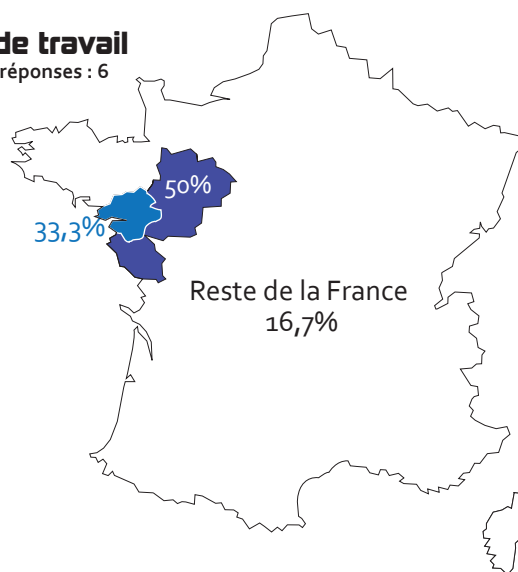 de travail
réponses : 6
50%
33,3%
Reste de la France
16,7%